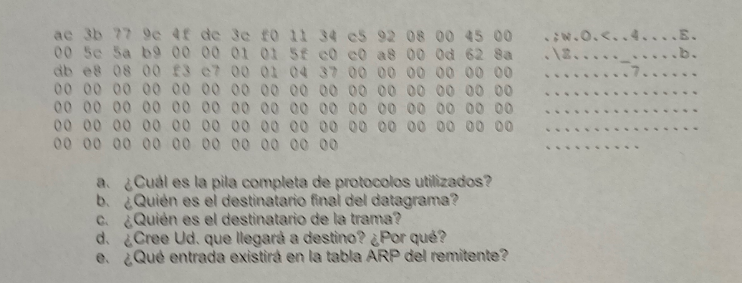 ac 3b 77 9c 4f dc 3c f0 11 34 c5 92 08 00 45 00 .;w.O.<..4....E.
00 5c 5a b9 00 00 01 01 5f c0 c0 a8 00 0d 62 8a .\Z....._.....b.
db e8 08 00 f3 c7 00 01 04 37 00 00 00 00 00 00 .........7......
00 00 00 00 00 00 00 00 00 00 00 00 00 00 00 00 ................
00 00 00 00 00 00 00 00 00 00 00 00 00 00 00 00 ................
00 00 00 00 00 00 00 00 00 00 00 00 00 00 00 00 ................
00 00 00 00 00 00 00 00 00 00 ..........
a. ¿Cuál es la pila completa de protocolos utilizados?
b. ¿Quién es el destinatario final del datagrama?
c. ¿Quién es el destinatario de la trama?
d. ¿Cree Ud. que llegará a destino? ¿Por qué?
e. ¿Qué entrada existirá en la tabla ARP del remitente?